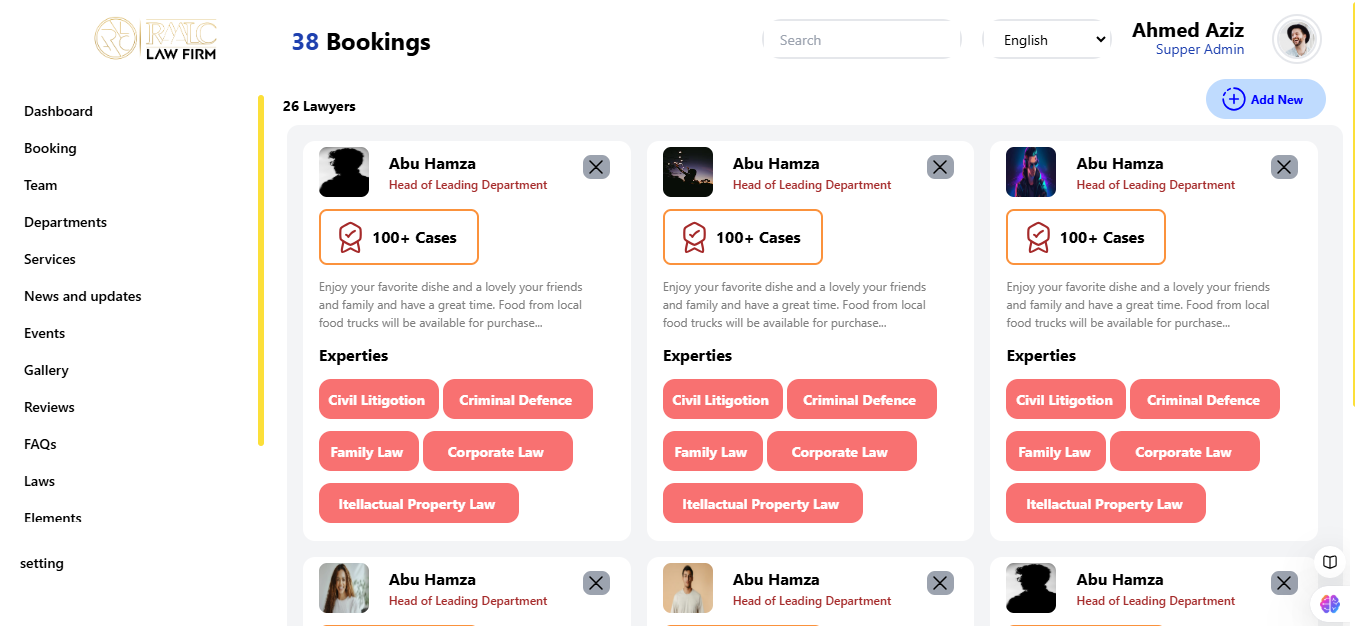 RMLC
LAW FIRM
38 Bookings
Search
English
Ahmed Aziz
Supper Admin
Dashboard
Booking
Team
Departments
Services
News and updates
Events
Gallery
Reviews
FAQs
Laws
Elements
setting
26 Lawyers
Add New
Abu Hamza
Head of Leading Department
100+ Cases
Enjoy your favorite dishe and a lovely your friends
and family and have a great time. Food from local
food trucks will be available for purchase...
Experties
Civil Litigotion
Criminal Defence
Family Law
Corporate Law
Itellactual Property Law
Abu Hamza
Head of Leading Department
100+ Cases
Enjoy your favorite dishe and a lovely your friends
and family and have a great time. Food from local
food trucks will be available for purchase...
Experties
Civil Litigotion
Criminal Defence
Family Law
Corporate Law
Itellactual Property Law
Abu Hamza
Head of Leading Department
100+ Cases
Enjoy your favorite dishe and a lovely your friends
and family and have a great time. Food from local
food trucks will be available for purchase...
Experties
Civil Litigotion
Criminal Defence
Family Law
Corporate Law
Itellactual Property Law
Abu Hamza
Head of Leading Department
Abu Hamza
Head of Leading Department
Abu Hamza
Head of Leading Department